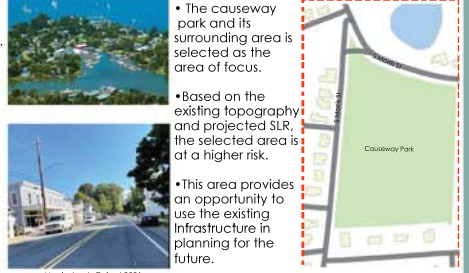 • The causeway
park and its
surrounding area is
selected as the
area of focus.
•Based on the
existing topography
and projected SLR,
the selected area is
at a higher risk.
•This area provides
an opportunity to
use the existing
Infrastructure in
planning for the
future.
S Morris St
S Morris St
Causeway Park